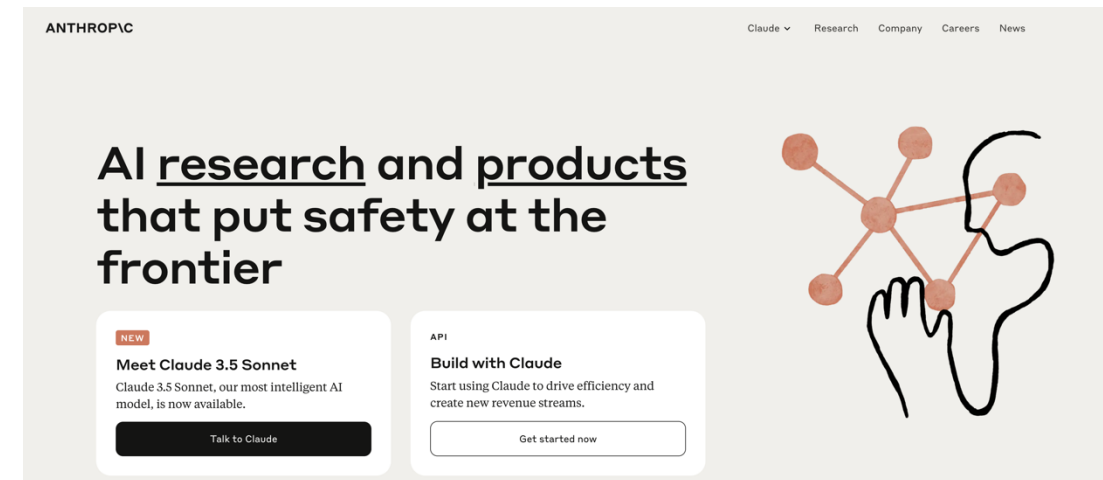 ANTHROP\C
Claude Research Company Careers News
AI research and products
that put safety at the
frontier
NEW
Meet Claude 3.5 Sonnet
Claude 3.5 Sonnet, our most intelligent AI
model, is now available.
Talk to Claude
API
Build with Claude
Start using Claude to drive efficiency and
create new revenue streams.
Get started now